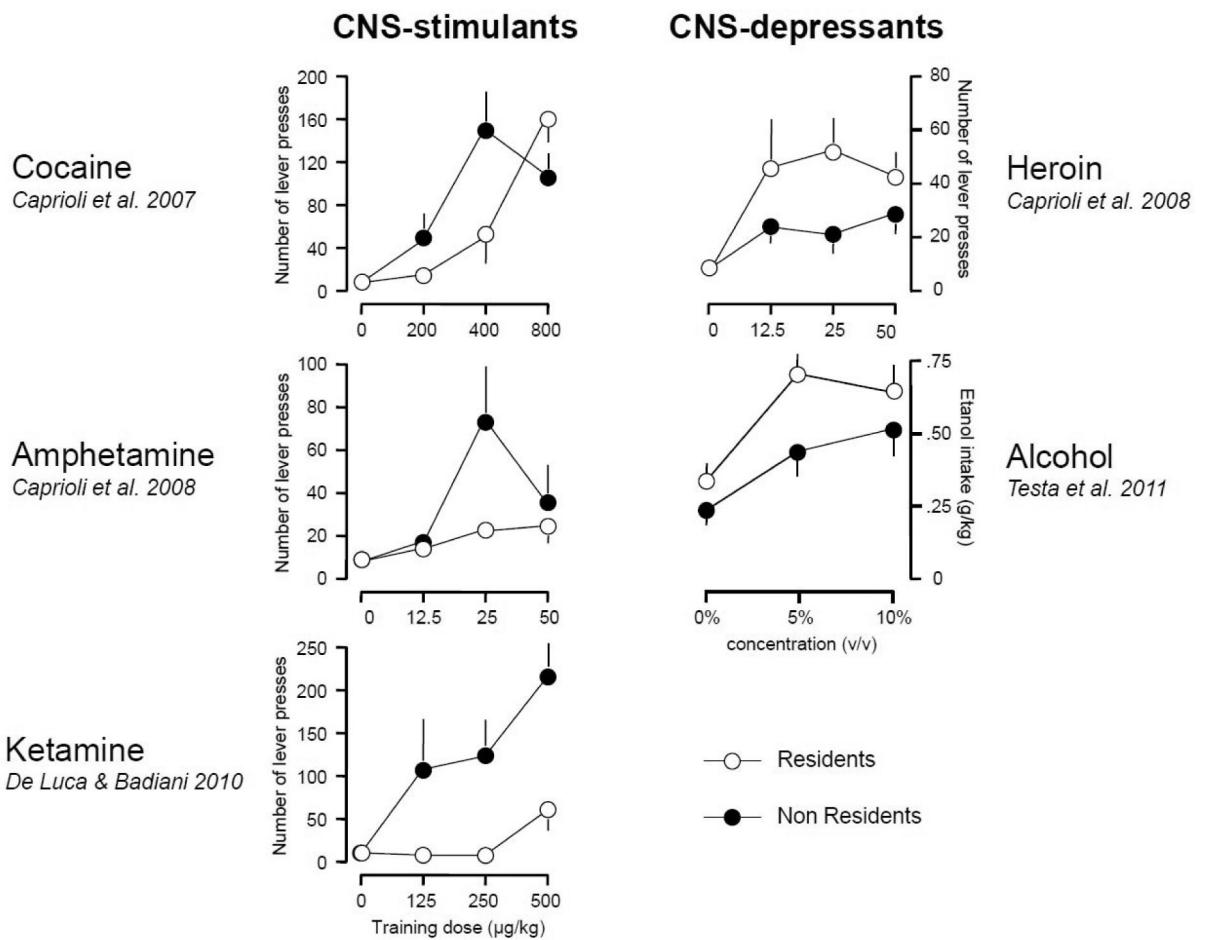 CNS-stimulants
CNS-depressants
Cocaine
Caprioli et al. 2007
Number of lever presses
200
160
120
80
40
0
0 200 400 800
80
60
40
20
0
Number of lever presses
0 12.5 25 50
Heroin
Caprioli et al. 2008
Amphetamine
Caprioli et al. 2008
Number of lever presses
100
80
60
40
20
0
0 12.5 25 50
.75
.50
.25
0
Etanol intake (g/kg)
0% 5% 10%
concentration (v/v)
Alcohol
Testa et al. 2011
Ketamine
De Luca & Badiani 2010
Number of lever presses
250
200
150
100
50
0
0 125 250 500
Training dose (µg/kg)
Residents
Non Residents